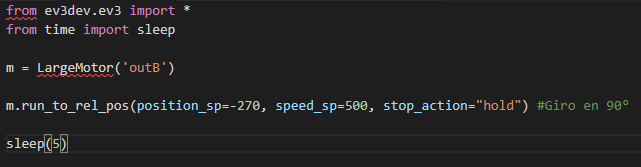 from ev3dev.ev3 import *
from time import sleep
m = LargeMotor('outB')
m.run_to_rel_pos(position_sp=-270, speed_sp=500, stop_action="hold") #Giro en 90º
sleep(5)